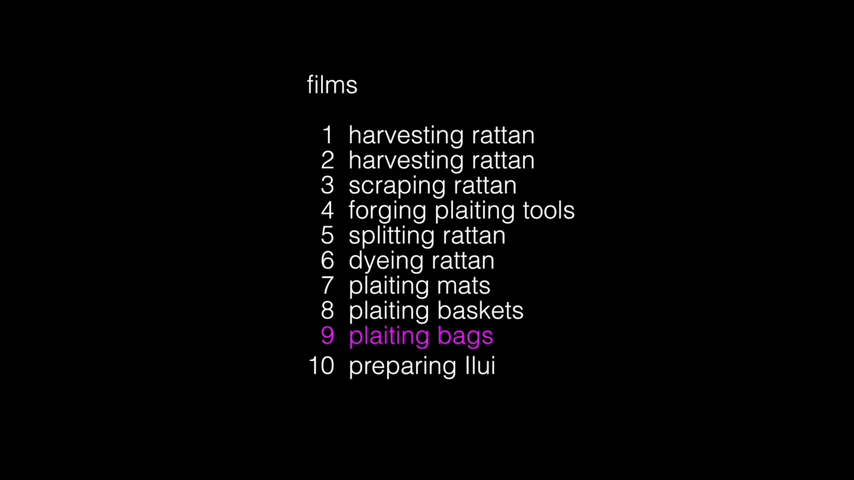 films
1 harvesting rattan
2 harvesting rattan
3 scraping rattan
4 forging plaiting tools
5 splitting rattan
6 dyeing rattan
7 plaiting mats
8 plaiting baskets
9 plaiting bags
10 preparing Ilui